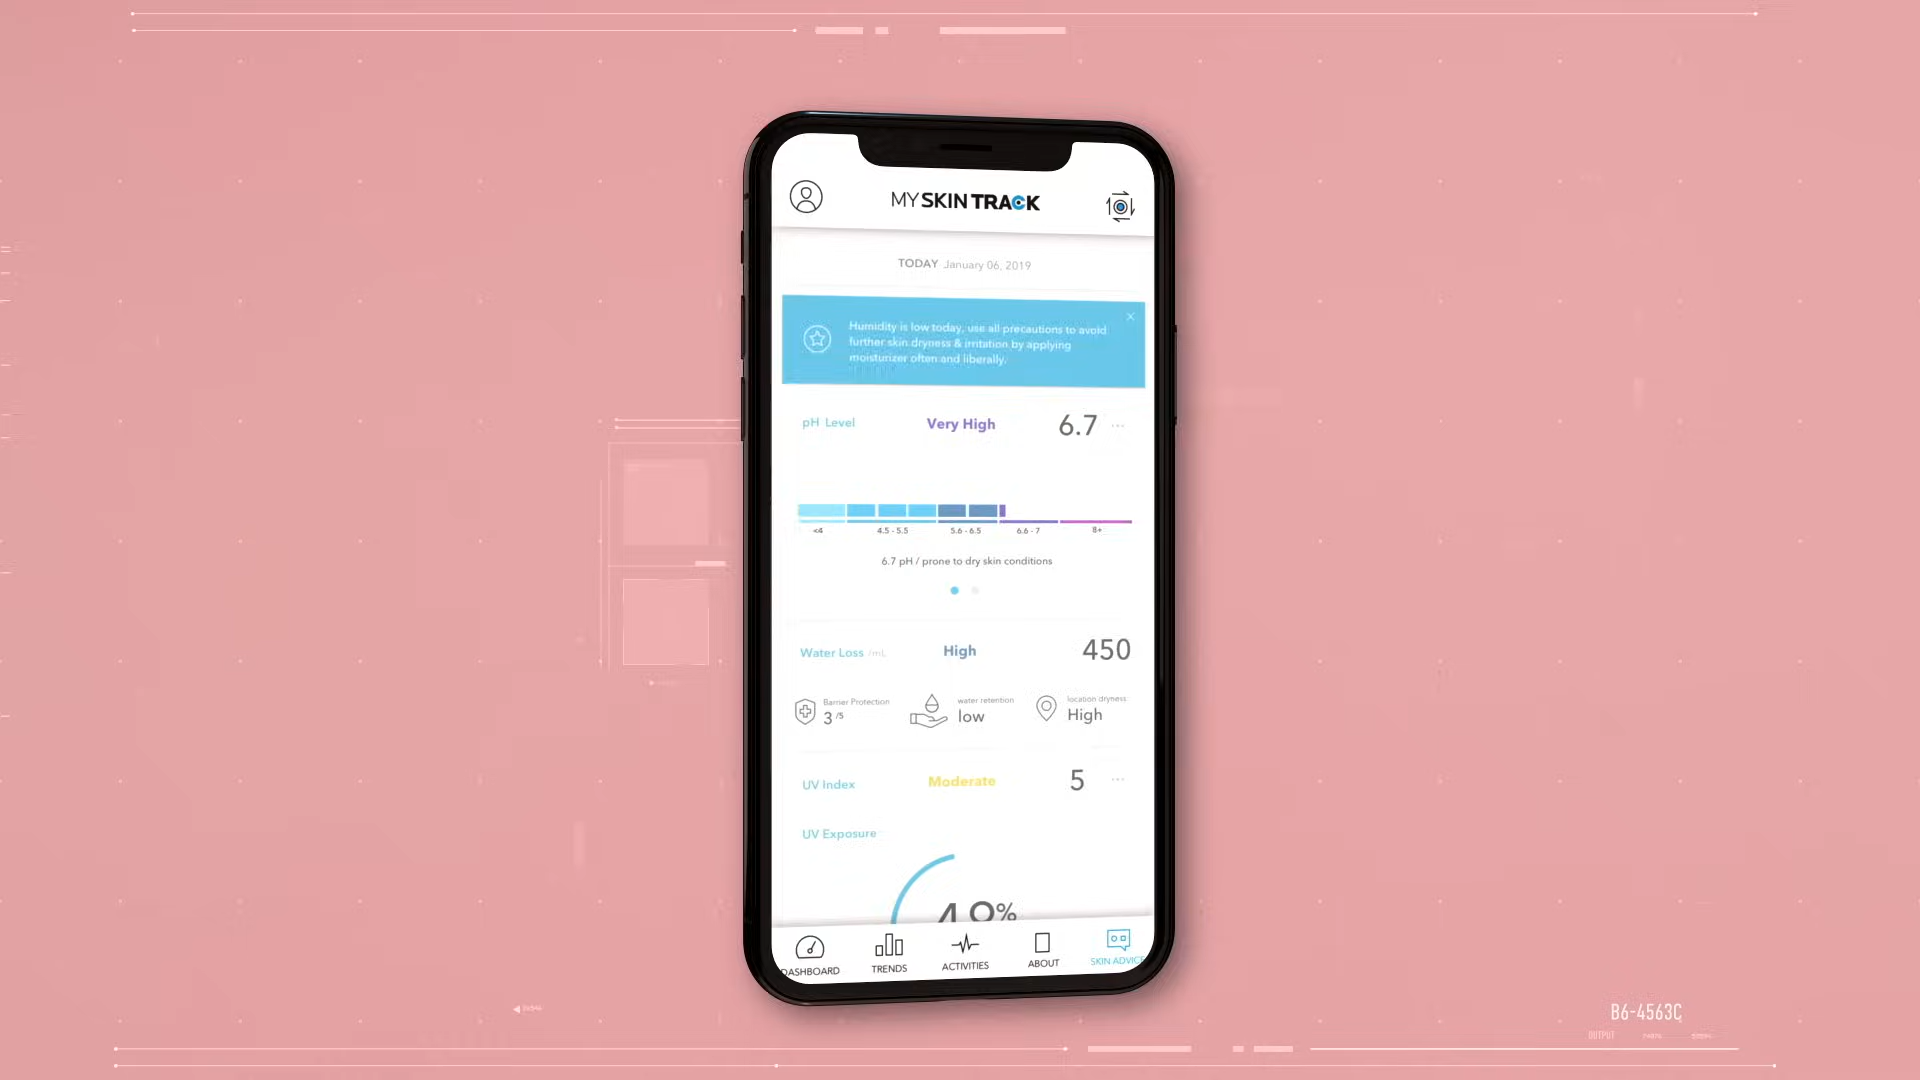 MY SKIN TRACK
TODAY January 06, 2019
Humidity is low today, use all precautions to avoid
further skin dryness & irritation by applying
moisturizer often and liberally.
pH Level Very High 6.7
<4 4.5 - 5.5 5.6 - 6.5 6.6 - 7 8+
6.7 pH / prone to dry skin conditions
Water Loss /mL High 450
Barrier Protection water retention location dryness
3 /5 low High
UV Index Moderate 5
UV Exposure
%
DASHBOARD TRENDS ACTIVITIES ABOUT SKIN ADVICE
B6-4563C
OUTPUT